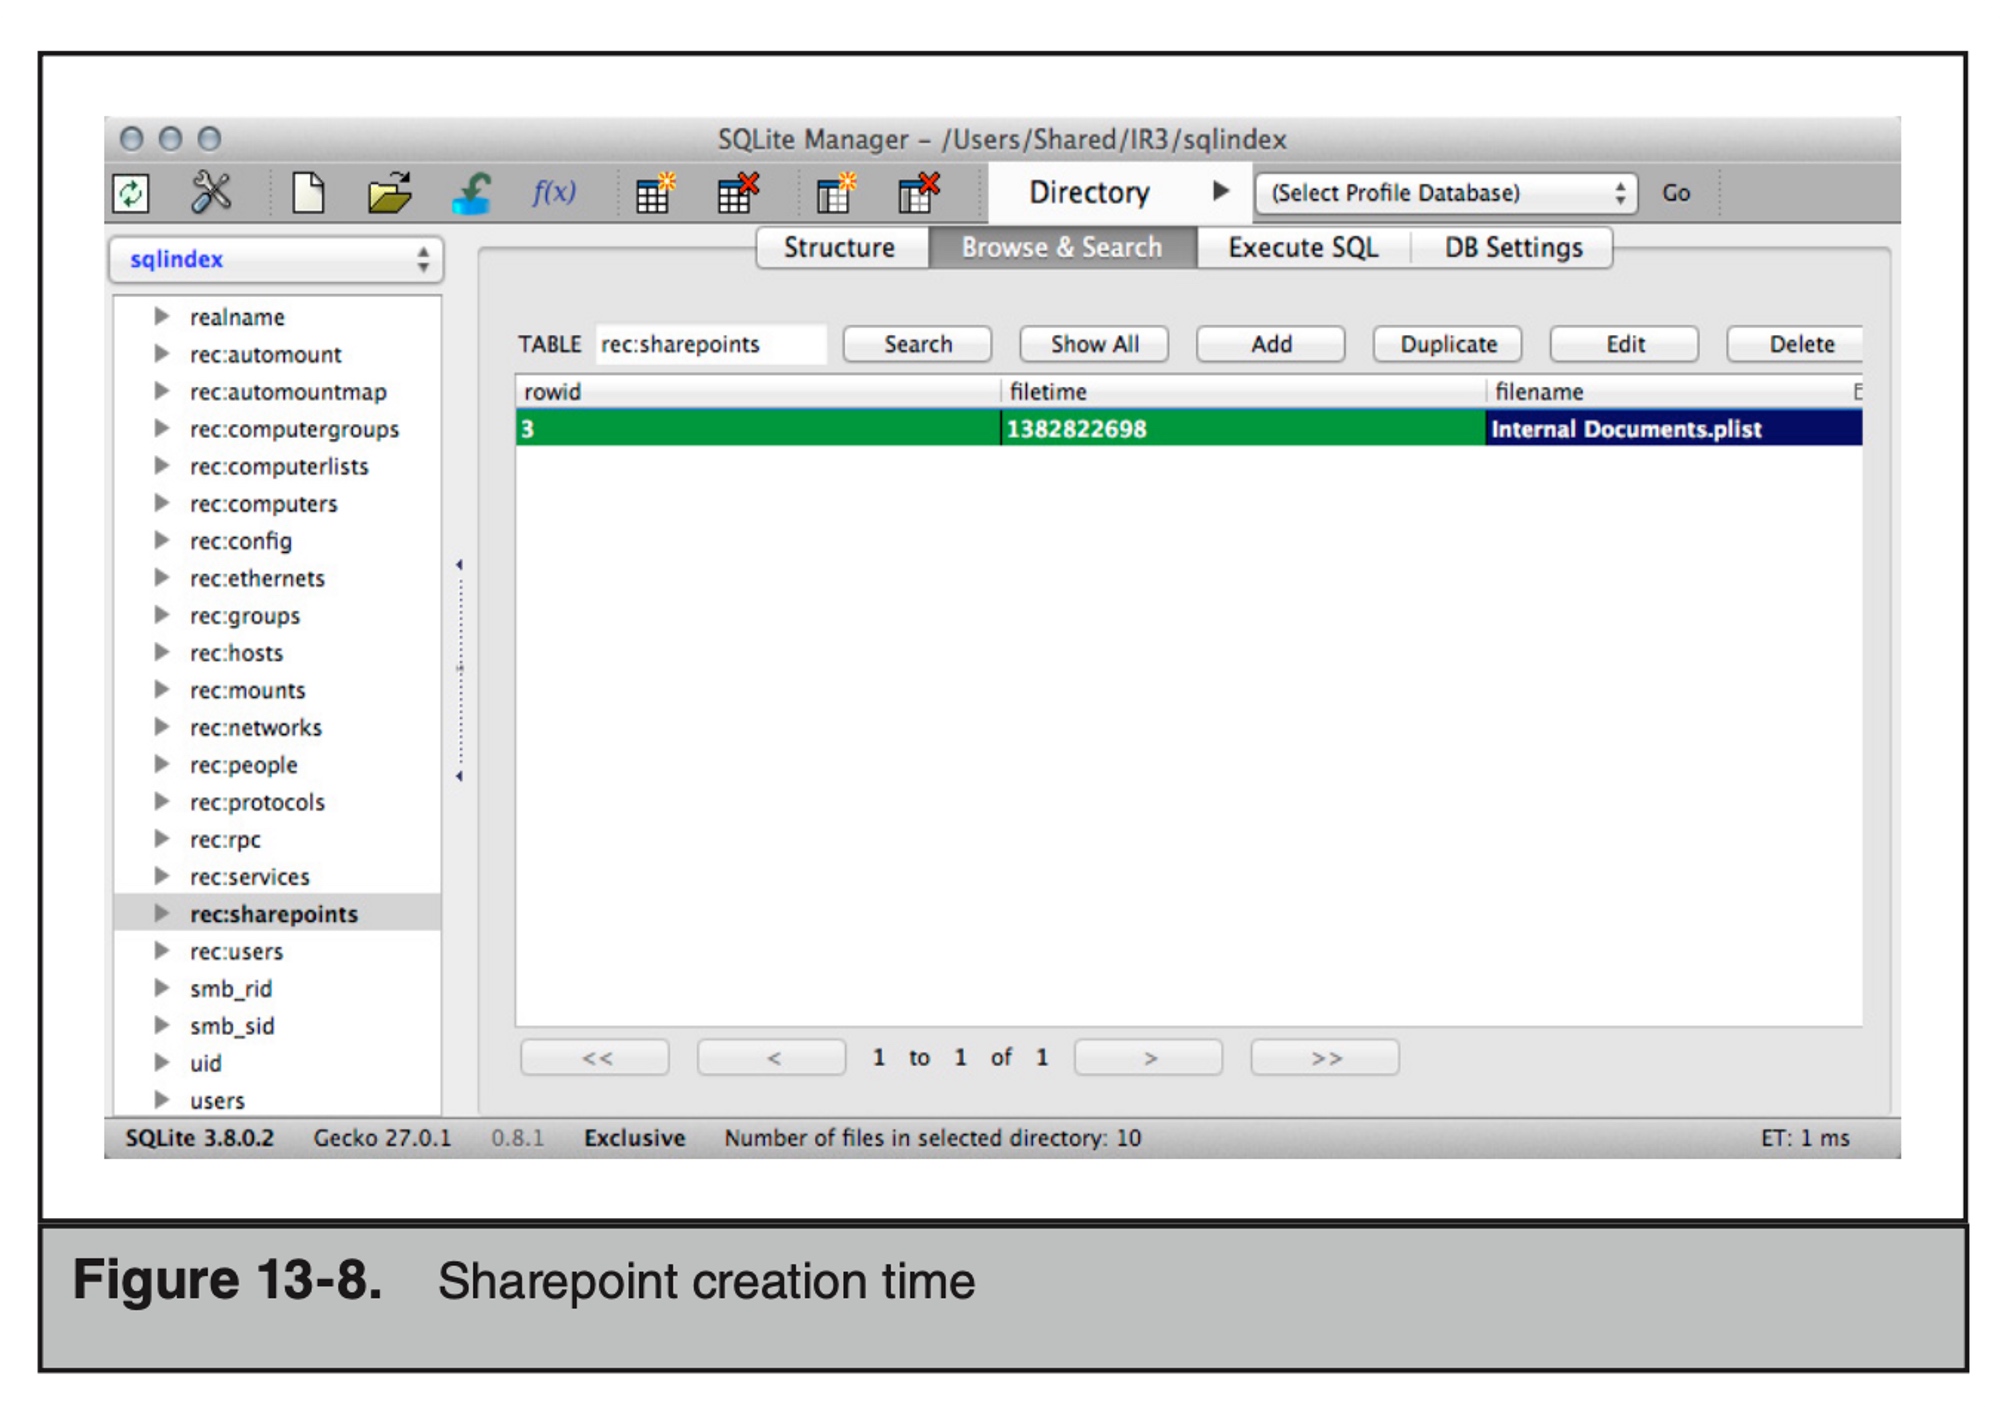 SQLite Manager – /Users/Shared/IR3/sqlindex
f(x) Directory (Select Profile Database) Go
sqlindex
Structure Browse & Search Execute SQL DB Settings
realname
rec:automount
rec:automountmap
rec:computergroups
rec:computerlists
rec:computers
rec:config
rec:ethernets
rec:groups
rec:hosts
rec:mounts
rec:networks
rec:people
rec:protocols
rec:rpc
rec:services
rec:sharepoints
rec:users
smb_rid
smb_sid
uid
users
TABLE rec:sharepoints Search Show All Add Duplicate Edit Delete
rowid filetime filename
3 1382822698 Internal Documents.plist
<< < 1 to 1 of 1 > >>
SQLite 3.8.0.2 Gecko 27.0.1 0.8.1 Exclusive Number of files in selected directory: 10 ET: 1 ms
Figure 13-8. Sharepoint creation time